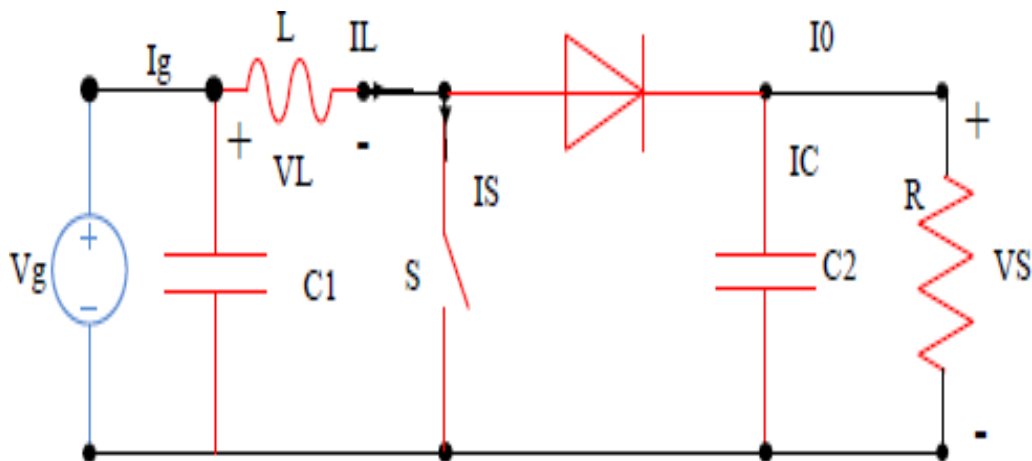 L
IL
I0
Ig
+
-
+
VL
IC
IS
R
+
Vg
-
C1
S
C2
VS
-